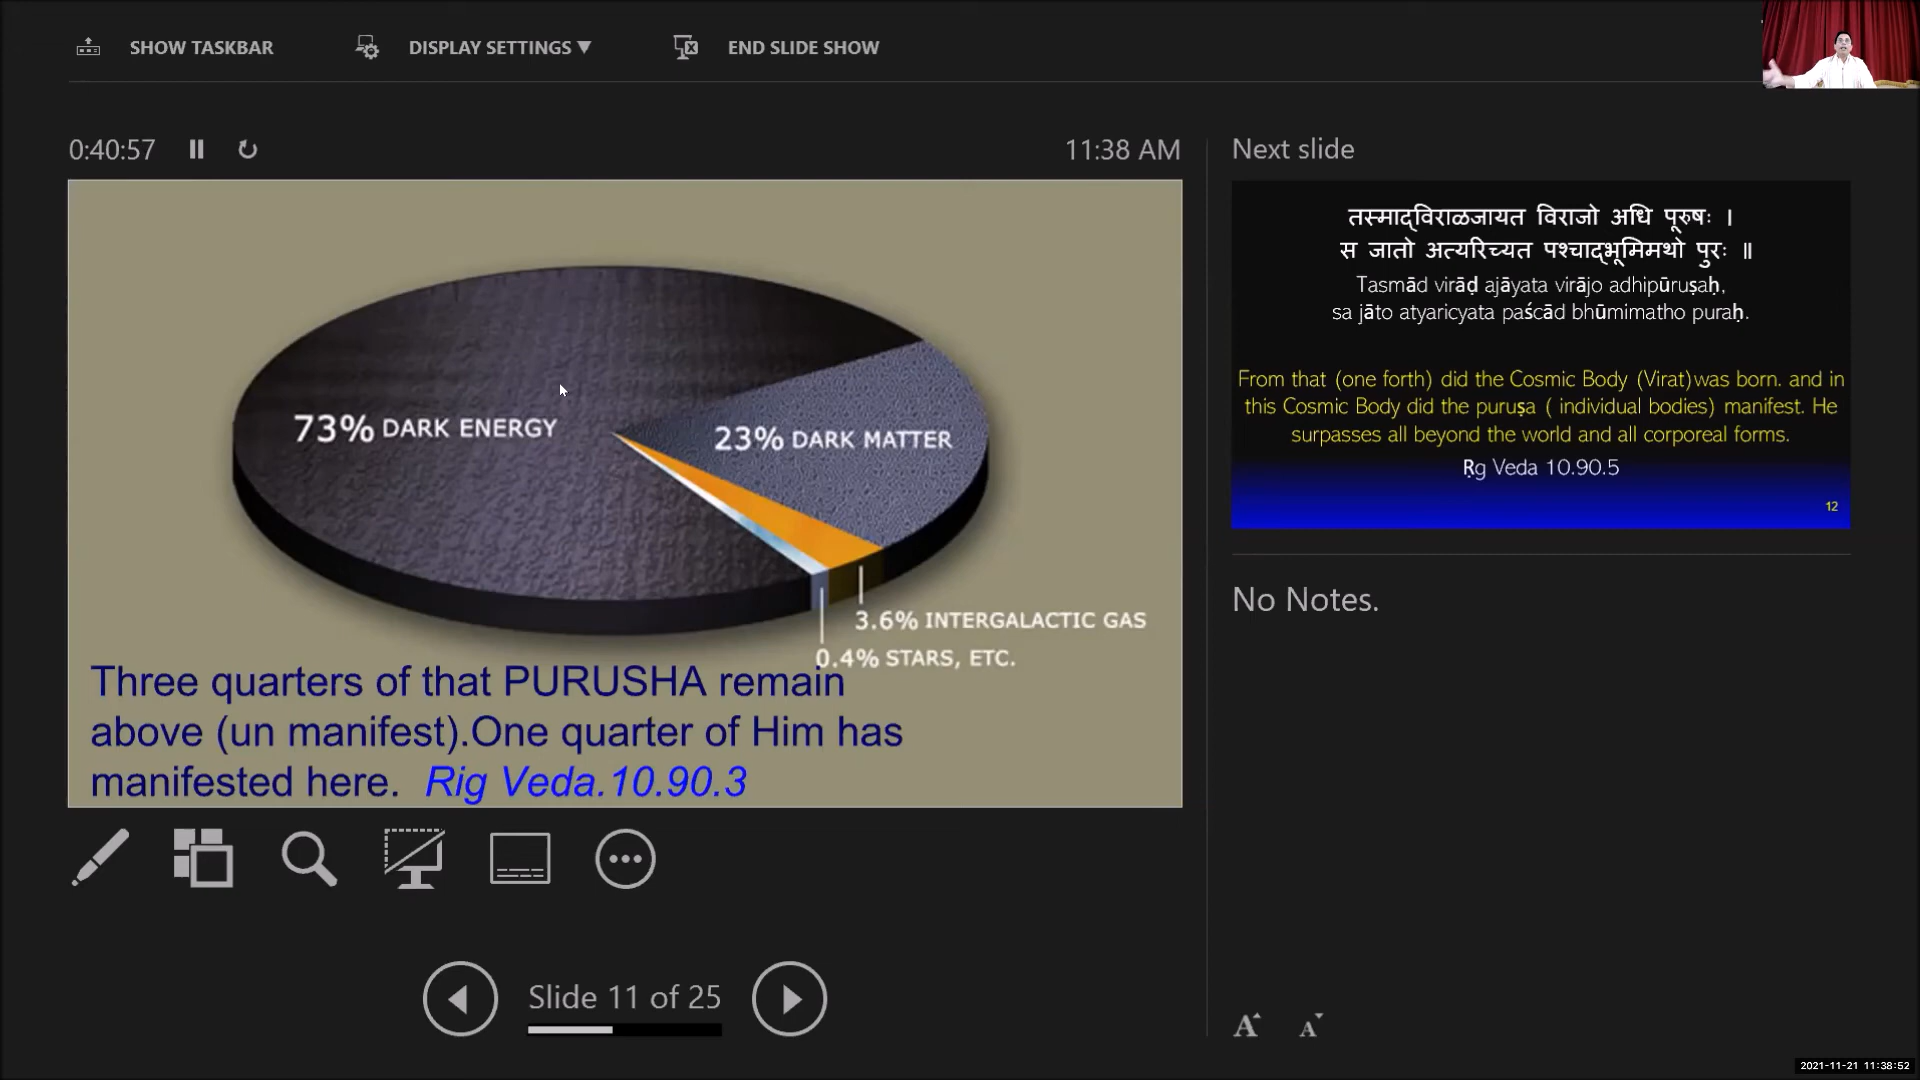 SHOW TASKBAR
DISPLAY SETTINGS ▼
END SLIDE SHOW
0:40:57
11:38 AM
73% DARK ENERGY
23% DARK MATTER
3.6% INTERGALACTIC GAS
0.4% STARS, ETC.
Three quarters of that PURUSHA remain
above (un manifest).One quarter of Him has
manifested here. Rig Veda.10.90.3
Slide 11 of 25
Next slide
तस्माद्विराळजायत विराजो अधि पूरुषः ।
स जातो अत्यरिच्यत पश्चाद्भूमिमथो पुरः ॥
Tasmād virāḍ ajāyata virājo adhipūruṣaḥ,
sa jāto atyaricyata paścād bhūmimatho puraḥ.
From that (one forth) did the Cosmic Body (Virat)was born. and in
this Cosmic Body did the puruṣa ( individual bodies) manifest. He
surpasses all beyond the world and all corporeal forms.
Ṛg Veda 10.90.5
12
No Notes.
A A
2021-11-21 11:38:52